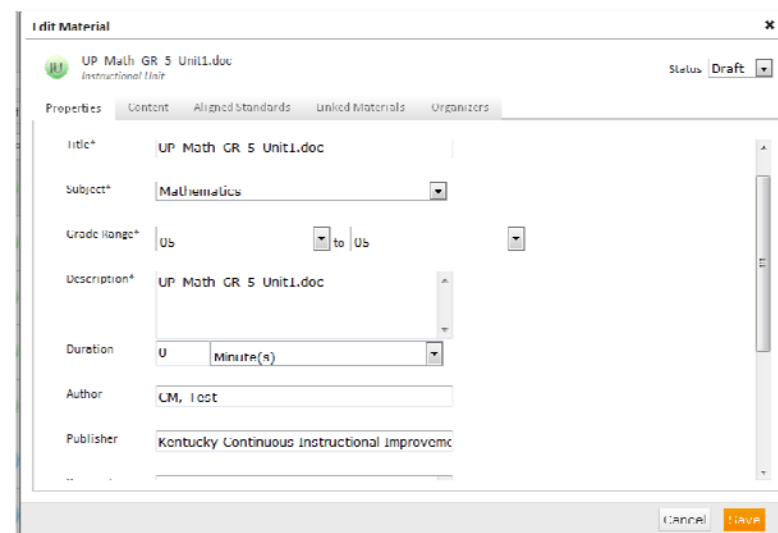 Edit Material
UP Math GR 5 Unit1.doc
Instructional Unit
Status Draft
Properties Content Aligned Standards Linked Materials Organizers
Title* UP Math GR 5 Unit1.doc
Subject* Mathematics
Grade Range* 05 to 05
Description* UP Math GR 5 Unit1.doc
Duration 0 Minute(s)
Author CM, Test
Publisher Kentucky Continuous Instructional Improveme
Cancel Save